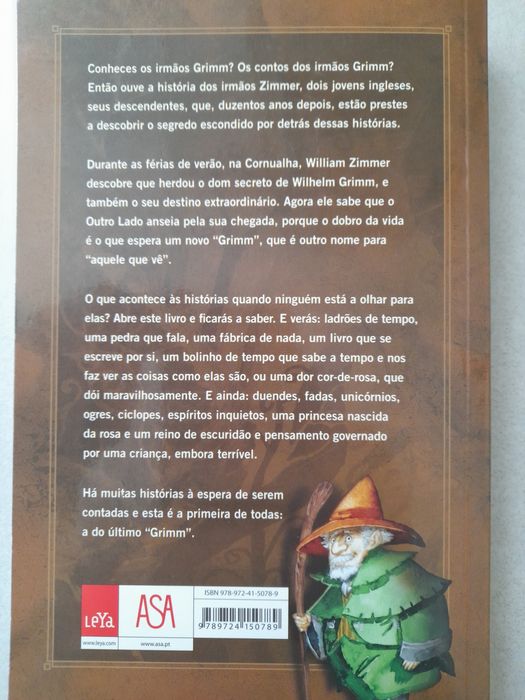 Conheces os irmãos Grimm? Os contos dos irmãos Grimm?
Então ouve a história dos irmãos Zimmer, dois jovens ingleses,
seus descendentes, que, duzentos anos depois, estão prestes
a descobrir o segredo escondido por detrás dessas histórias.
Durante as férias de verão, na Cornualha, William Zimmer
descobre que herdou o dom secreto de Wilhelm Grimm, e
também o seu destino extraordinário. Agora ele sabe que o
Outro Lado anseia pela sua chegada, porque o dobro da vida
é o que espera um novo “Grimm”, que é outro nome para
“aquele que vê”.
O que acontece às histórias quando ninguém está a olhar para
elas? Abre este livro e ficarás a saber. E verás: ladrões de tempo,
uma pedra que fala, uma fábrica de nada, um livro que se
escreve por si, um bolinho de tempo que sabe a tempo e nos
faz ver as coisas como elas são, ou uma dor cor-de-rosa, que
dói maravilhosamente. E ainda: duendes, fadas, unicórnios,
ogres, ciclopes, espíritos inquietos, uma princesa nascida
da rosa e um reino de escuridão e pensamento governado
por uma criança, embora terrível.
Há muitas histórias à espera de serem
contadas e esta é a primeira de todas:
a do último “Grimm”.
LeYa
www.leya.com
ASA
www.asa.pt
ISBN 978-972-41-5078-9
9 789724 150789